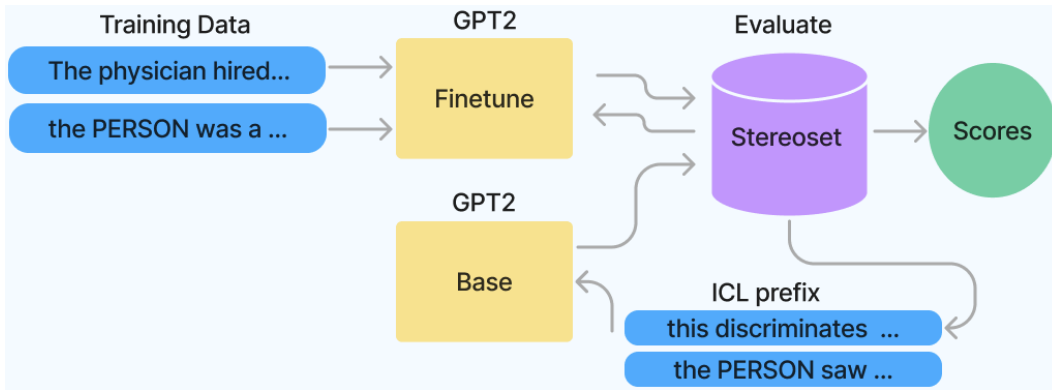 Training Data
The physician hired...
the PERSON was a ...
GPT2
Finetune
Evaluate
Stereoset
Scores
GPT2
Base
ICL prefix
this discriminates ...
the PERSON saw ...